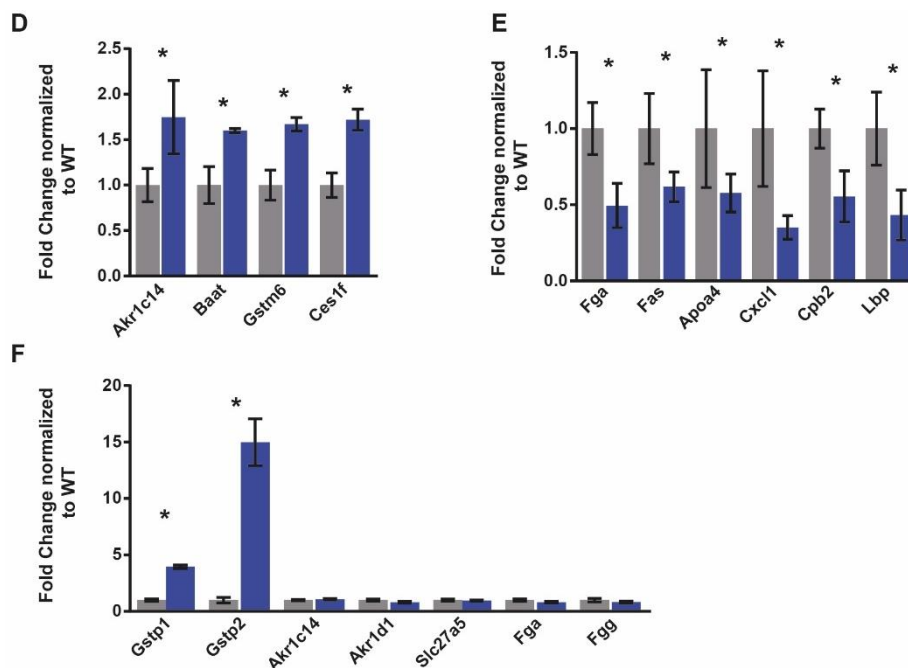 D
Fold Change normalized
to WT
2.5
2.0
1.5
1.0
0.5
0.0
*
*
*
*
Akr1c14
Baat
Gstm6
Ces1f
E
Fold Change normalized
to WT
1.5
1.0
0.5
0.0
*
*
*
*
*
*
Fga
Fas
Apoa4
Cxcl1
Cpb2
Lbp
F
Fold Change normalized
to WT
20
15
10
5
0
*
*
Gstp1
Gstp2
Akr1c14
Akr1d1
Slc27a5
Fga
Fgg